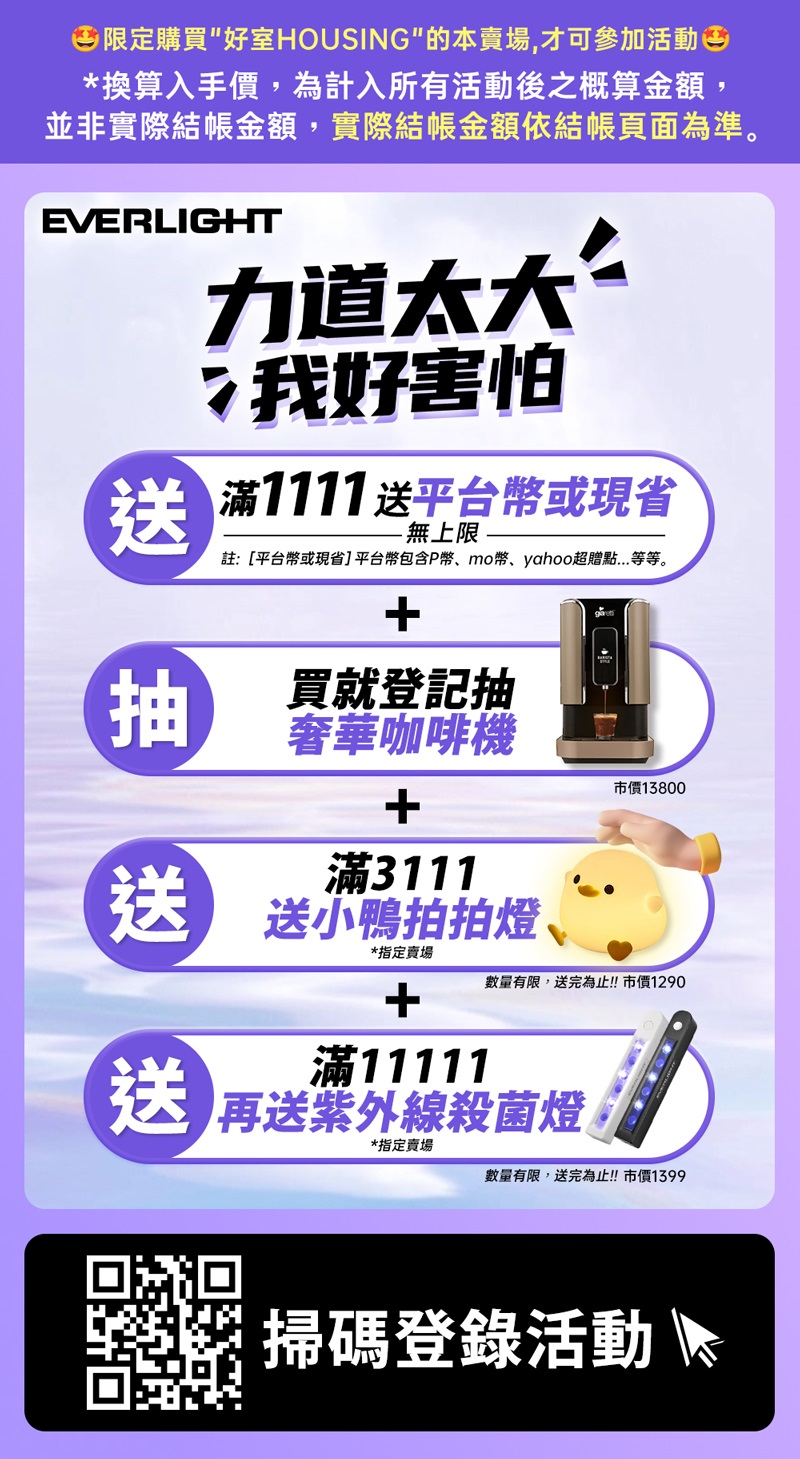 🤩限定購買"好室HOUSING"的本賣場,才可參加活動🤩
*換算入手價，為計入所有活動後之概算金額，
並非實際結帳金額，實際結帳金額依結帳頁面為準。
EVERLIGHT
力道太大
我好害怕
送
滿1111送平台幣或現省
無上限
註:［平台幣或現省］平台幣包含P幣、mo幣、yahoo超贈點...等等。
+
抽
買就登記抽
奢華咖啡機
giaretti
BARISTA
STYLE
市價13800
+
送
滿3111
送小鴨拍拍燈
*指定賣場
數量有限，送完為止!! 市價1290
+
送
滿11111
再送紫外線殺菌燈
*指定賣場
數量有限，送完為止!! 市價1399
掃碼登錄活動